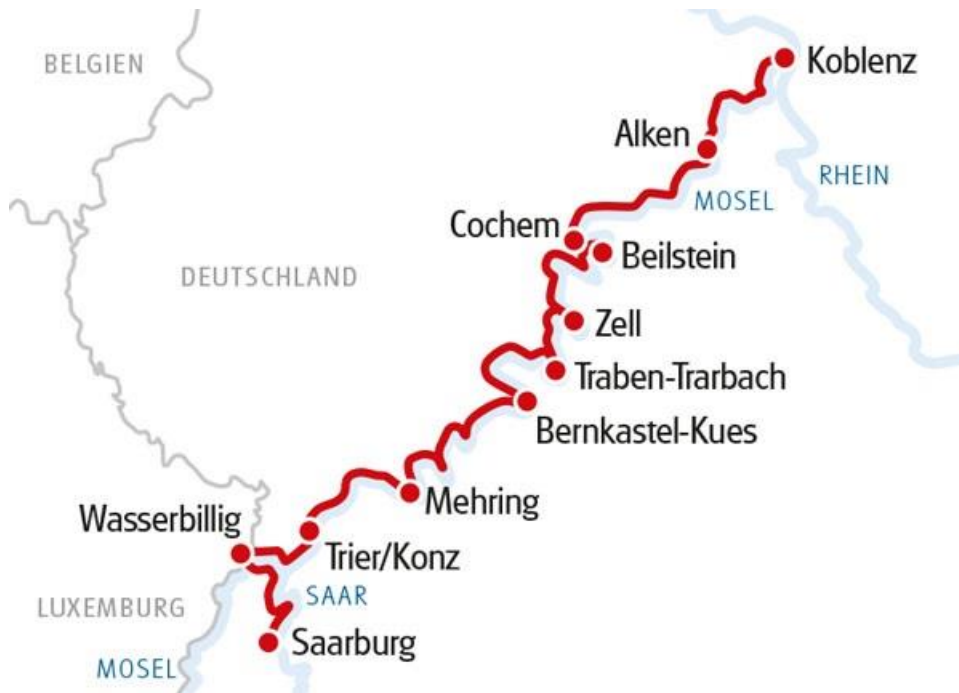 BELGIEN
Koblenz
Alken
RHEIN
MOSEL
Cochem
Beilstein
DEUTSCHLAND
Zell
Traben-Trarbach
Bernkastel-Kues
Mehring
Wasserbillig
Trier/Konz
SAAR
LUXEMBURG
Saarburg
MOSEL